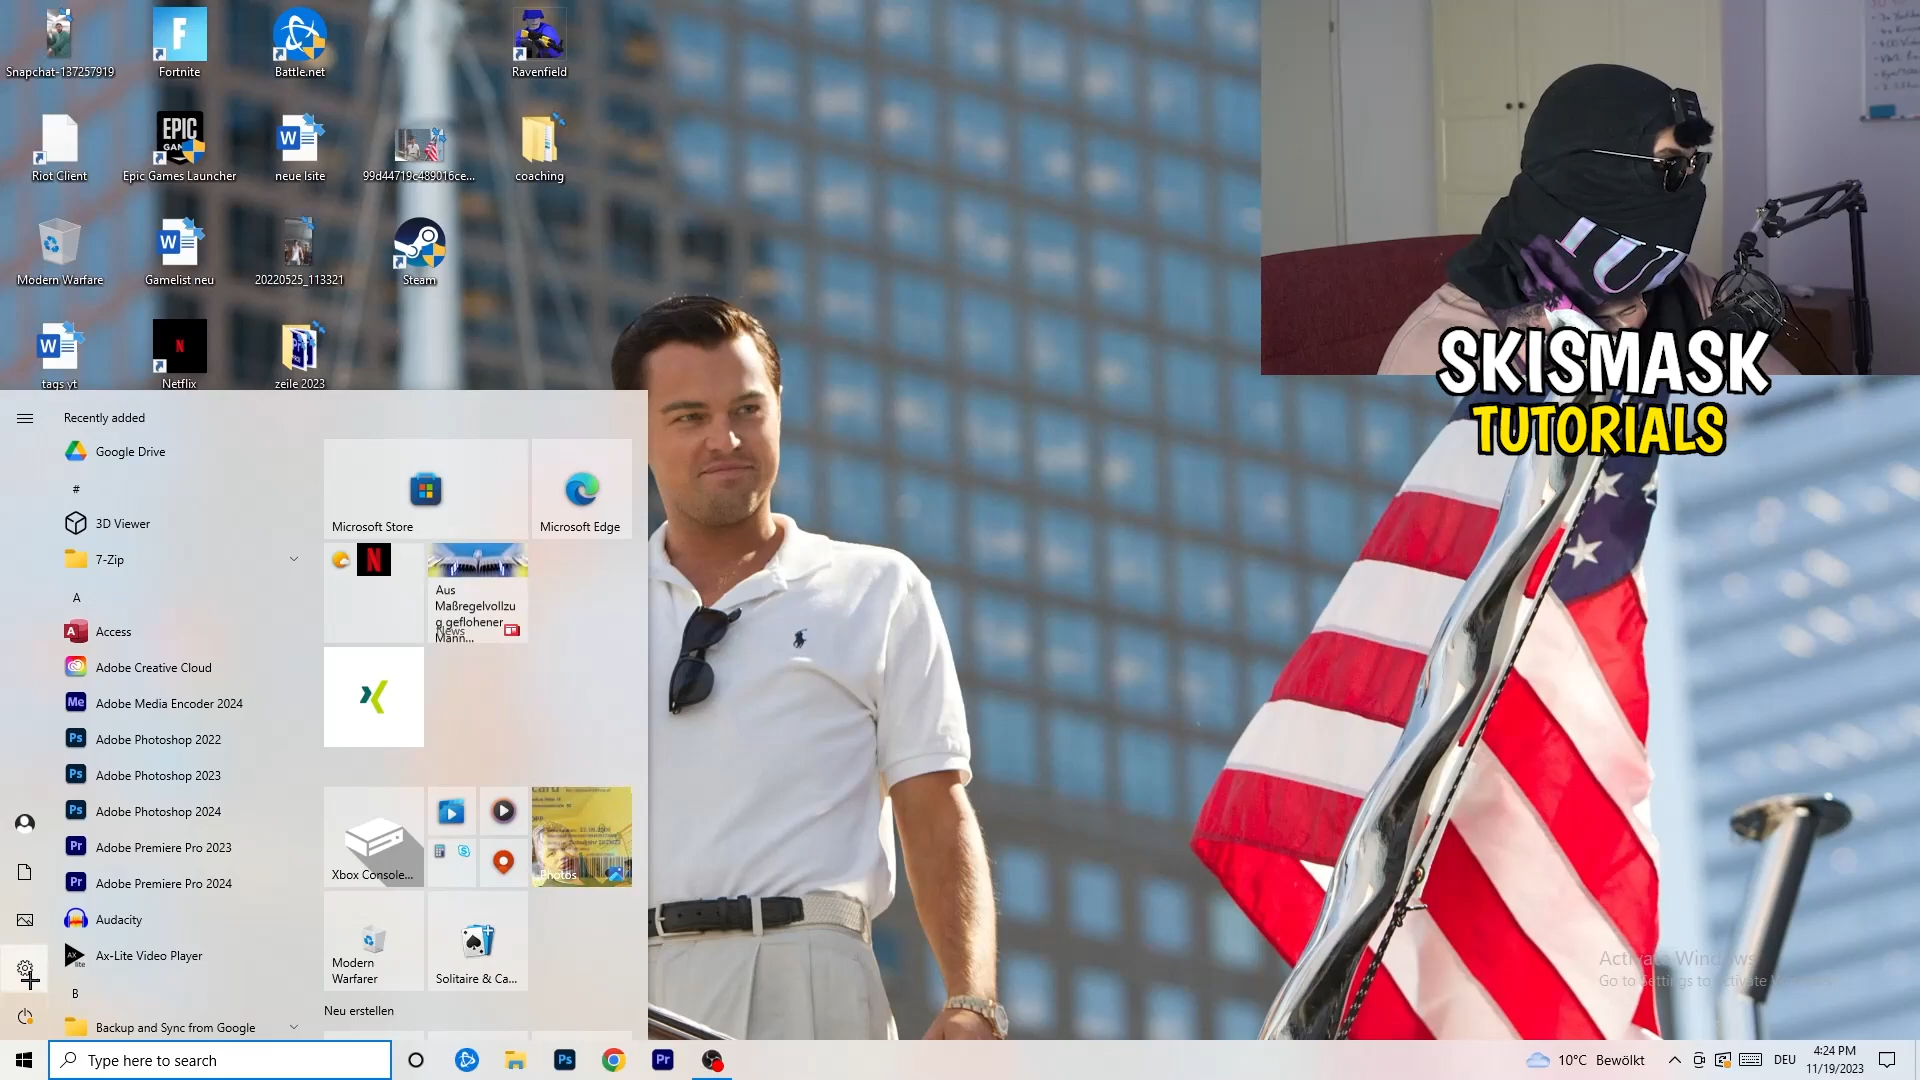 Snapchat-137257919
Fortnite
Battle.net
Ravenfield
EPIC
GAMES
Riot Client
Epic Games Launcher
neue lsite
99d44719c489016ce...
coaching
Modern Warfare
Gamelist neu
20220525_113321
Steam
tags yt
Netflix
zeile 2023
SKISMASK
TUTORIALS
Recently added
Google Drive
#
3D Viewer
7-Zip
A
Access
Adobe Creative Cloud
Adobe Media Encoder 2024
Adobe Photoshop 2022
Adobe Photoshop 2023
Adobe Photoshop 2024
Adobe Premiere Pro 2023
Adobe Premiere Pro 2024
Audacity
Ax-Lite Video Player
B
Backup and Sync from Google
Microsoft Store
Microsoft Edge
Aus
Maßregelvollzu
g geflohener
Mann...
News
Xbox Console...
Photos
Modern
Warfarer
Solitaire & Ca...
Neu erstellen
Activate Windows
Go to Settings to activate
Type here to search
10°C Bewölkt
DEU
4:24 PM
11/19/2023